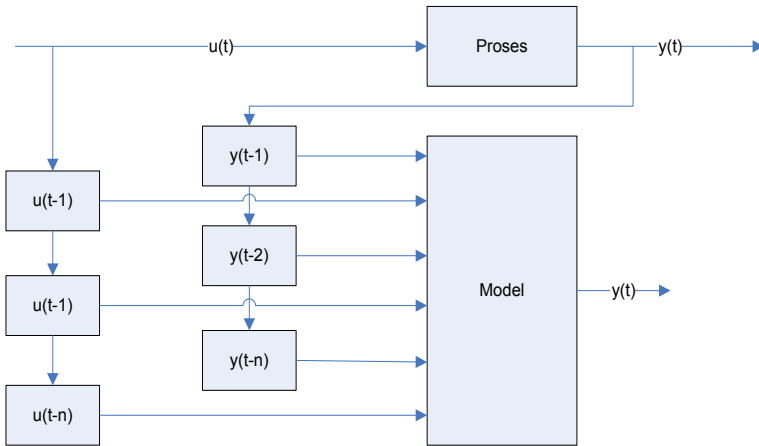 u(t)
Proses
y(t)
y(t-1)
u(t-1)
y(t-2)
u(t-1)
Model
y(t)
y(t-n)
u(t-n)